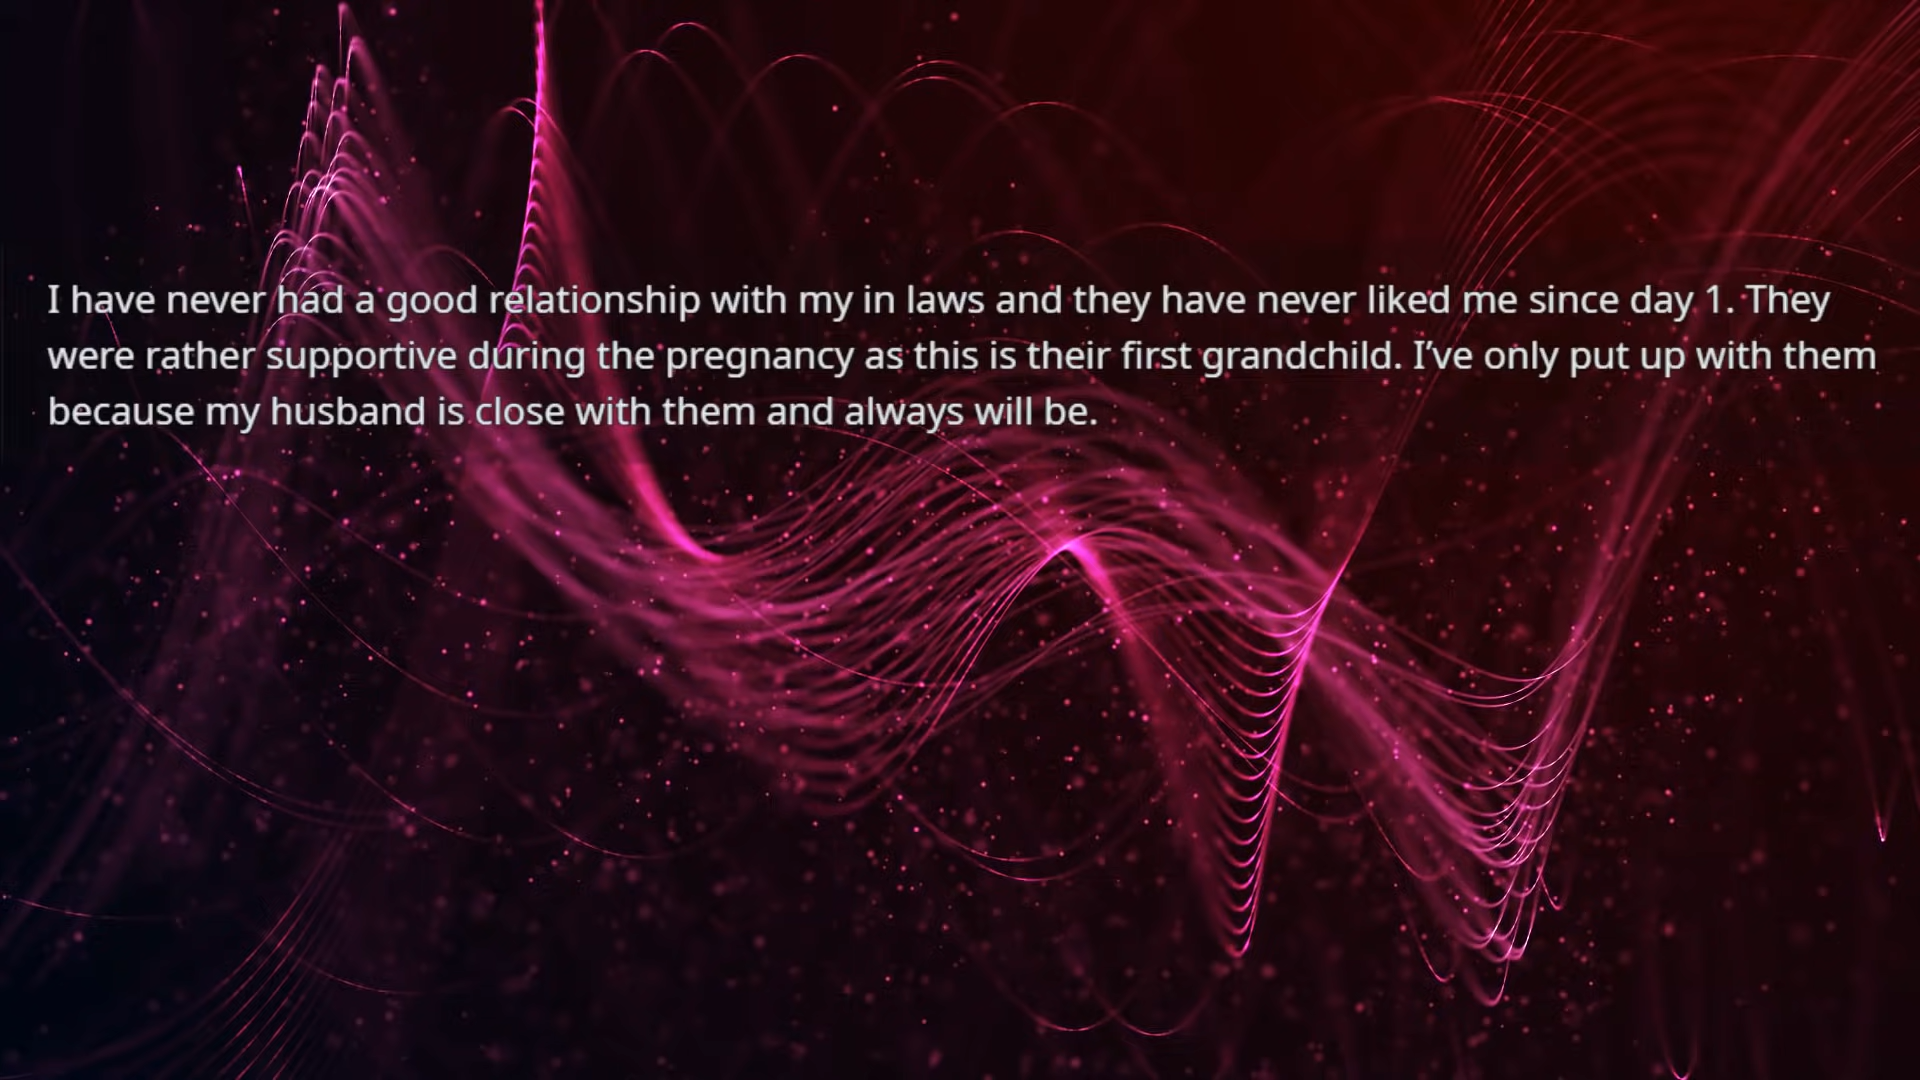 I have never had a good relationship with my in laws and they have never liked me since day 1. They
were rather supportive during the pregnancy as this is their first grandchild. I’ve only put up with them
because my husband is close with them and always will be.